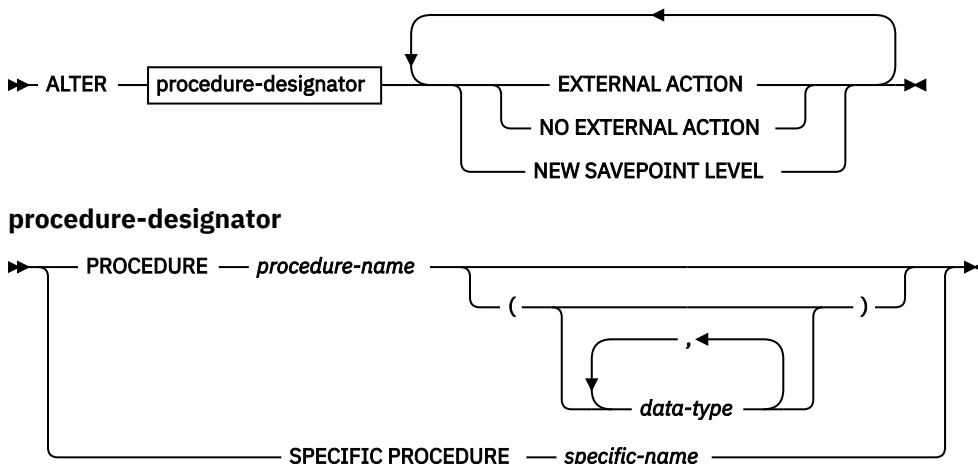 ALTER procedure-designator EXTERNAL ACTION
NO EXTERNAL ACTION
NEW SAVEPOINT LEVEL
procedure-designator
PROCEDURE procedure-name
( )
,
data-type
SPECIFIC PROCEDURE specific-name